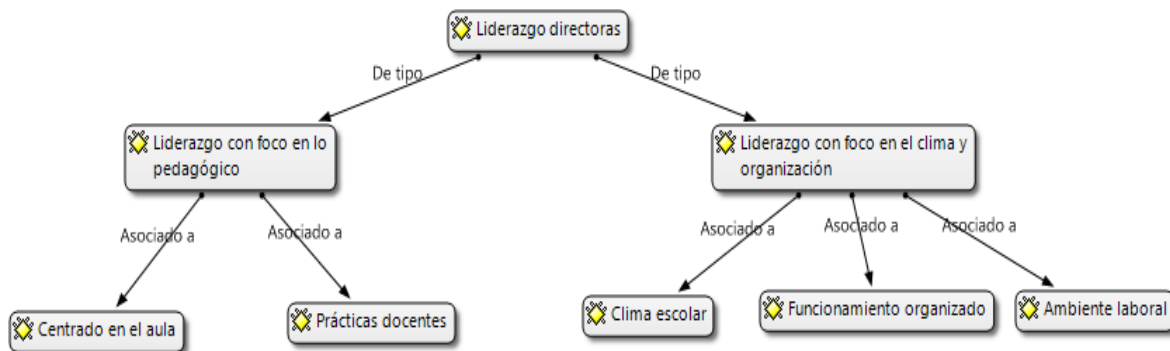 Liderazgo directoras
De tipo
De tipo
Liderazgo con foco en lo
pedagógico
Liderazgo con foco en el clima y
organización
Asociado a
Asociado a
Asociado a
Asociado a
Asociado a
Centrado en el aula
Prácticas docentes
Clima escolar
Funcionamiento organizado
Ambiente laboral